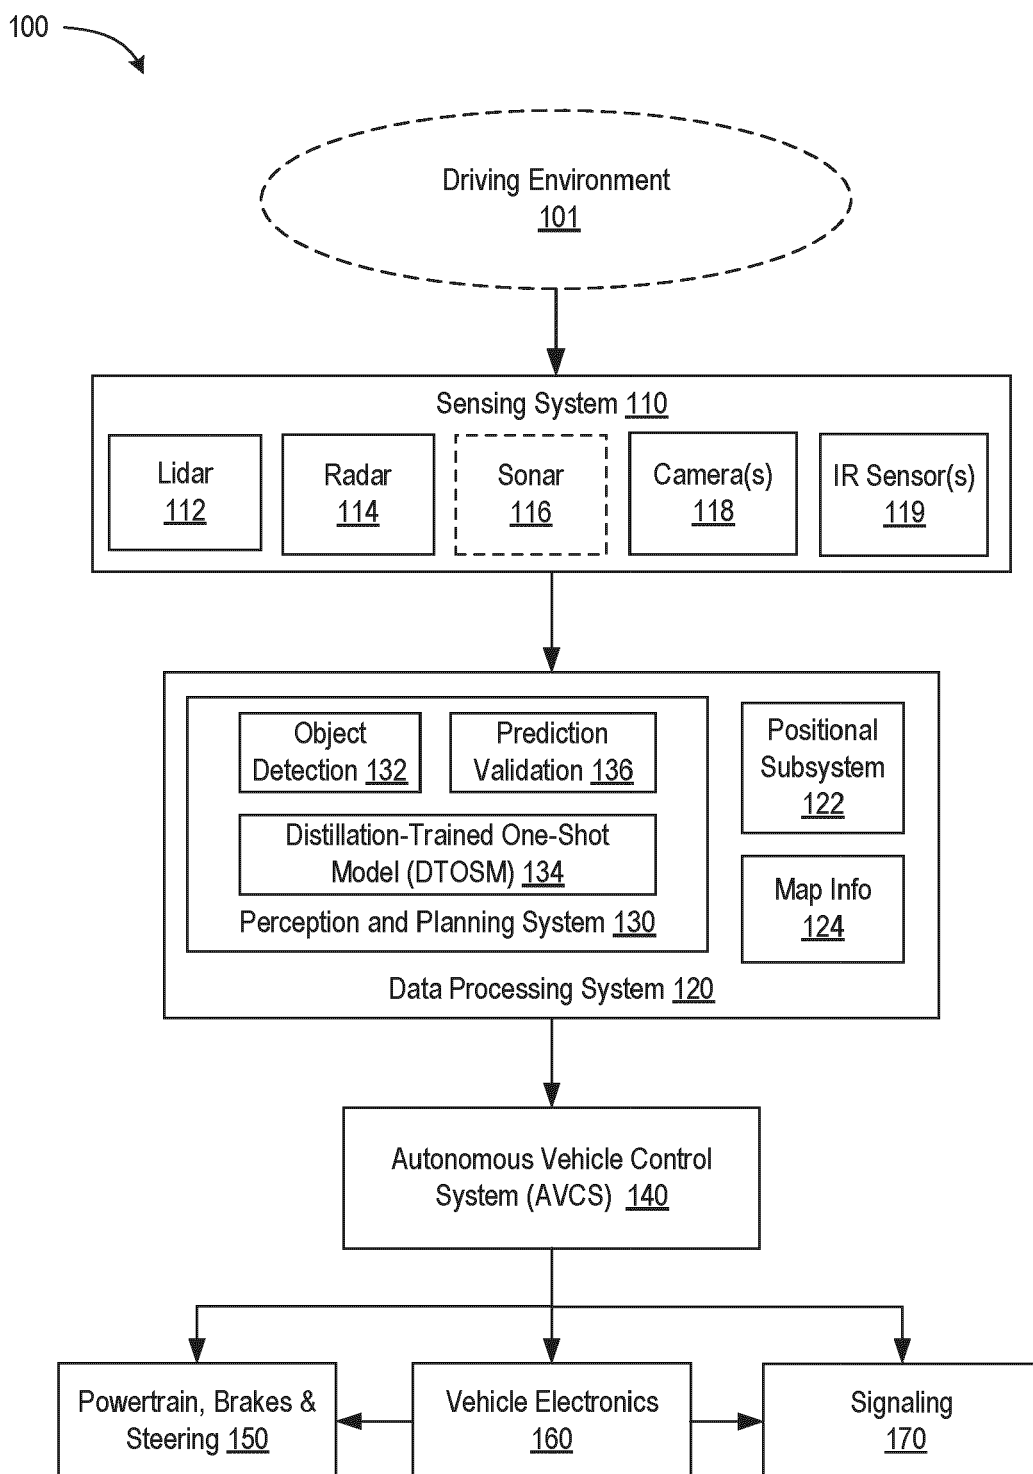 100
Driving Environment
101
Sensing System 110
Lidar
112
Radar
114
Sonar
116
Camera(s)
118
IR Sensor(s)
119
Object
Detection 132
Prediction
Validation 136
Distillation-Trained One-Shot
Model (DTOSM) 134
Perception and Planning System 130
Positional
Subsystem
122
Map Info
124
Data Processing System 120
Autonomous Vehicle Control
System (AVCS) 140
Powertrain, Brakes &
Steering 150
Vehicle Electronics
160
Signaling
170